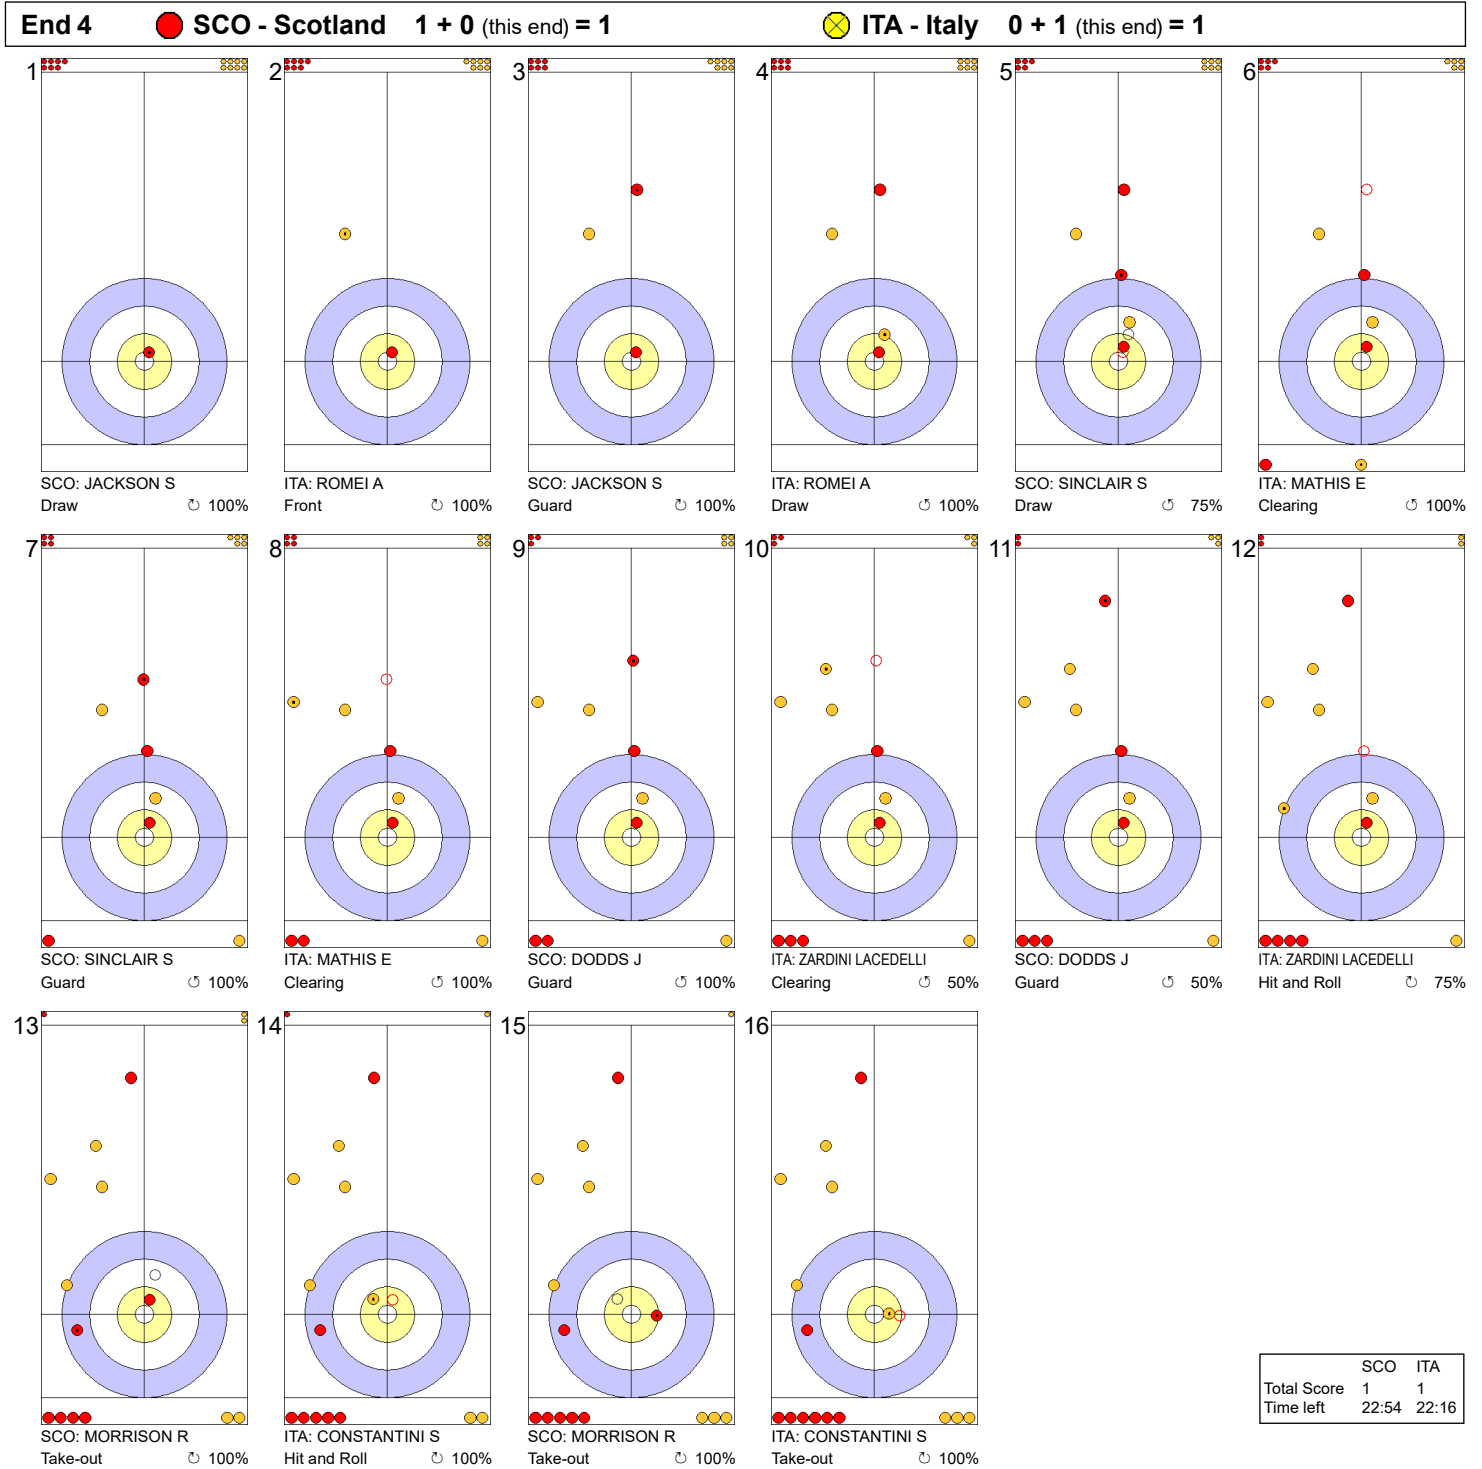 End 4 SCO - Scotland 1 + 0 (this end) = 1 ITA - Italy 0 + 1 (this end) = 1
1 2 3 4 5 6
SCO: JACKSON S ITA: ROMEI A SCO: JACKSON S ITA: ROMEI A SCO: SINCLAIR S ITA: MATHIS E
Draw ↻ 100% Front ↻ 100% Guard ↻ 100% Draw ↻ 100% Draw ↻ 75% Clearing ↺ 100%
7 8 9 10 11 12
SCO: SINCLAIR S ITA: MATHIS E SCO: DODDS J ITA: ZARDINI LACEDELLI SCO: DODDS J ITA: ZARDINI LACEDELLI
Guard ↻ 100% Clearing ↺ 100% Guard ↻ 100% Clearing ↺ 50% Guard ↺ 50% Hit and Roll ↻ 75%
13 14 15 16
SCO: MORRISON R ITA: CONSTANTINI S SCO: MORRISON R ITA: CONSTANTINI S
Take-out ↻ 100% Hit and Roll ↻ 100% Take-out ↻ 100% Take-out ↻ 100%
SCO ITA
Total Score 1 1
Time left 22:54 22:16